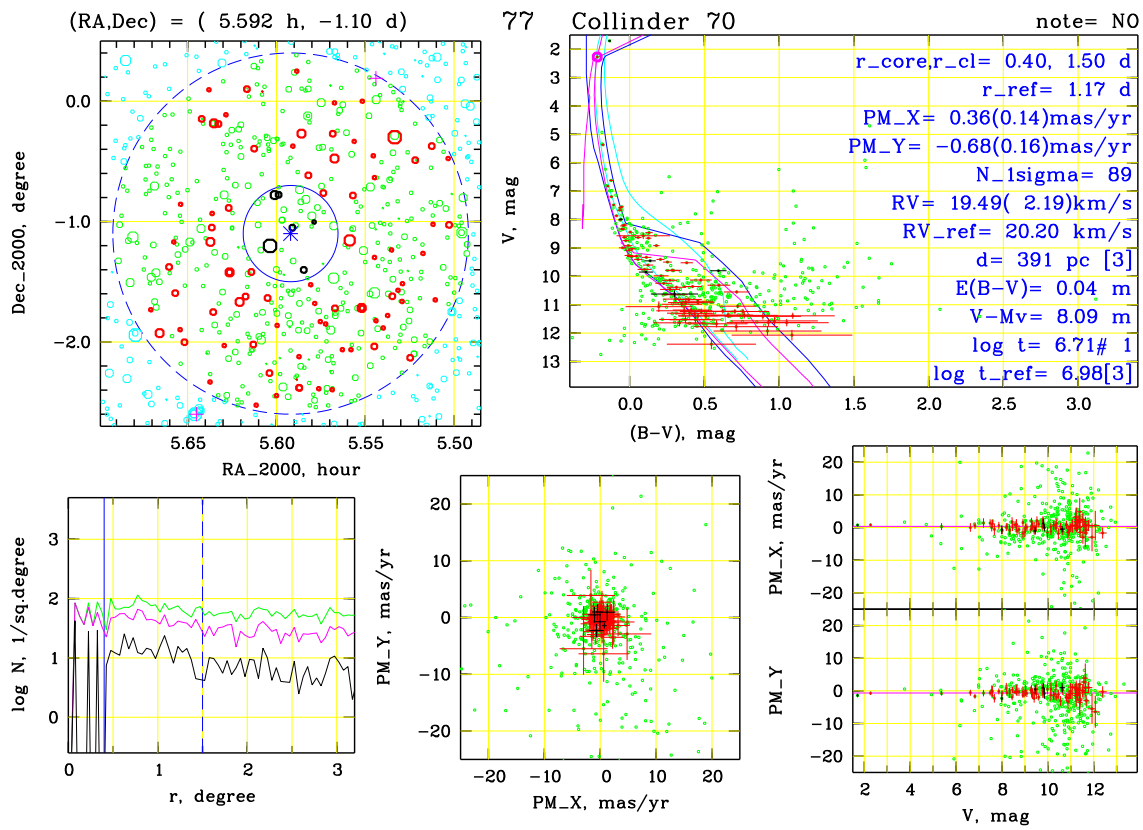 (RA,Dec) = ( 5.592 h, -1.10 d)
77 Collinder 70
note= NO
0.0
-1.0
-2.0
Dec_2000, degree
5.65 5.60 5.55 5.50
RA_2000, hour
2
3
4
5
6
7
8
9
10
11
12
13
V, mag
r_core,r_cl= 0.40, 1.50 d
r_ref= 1.17 d
PM_X= 0.36(0.14)mas/yr
PM_Y= -0.68(0.16)mas/yr
N_1sigma= 89
RV= 19.49( 2.19)km/s
RV_ref= 20.20 km/s
d= 391 pc [3]
E(B-V)= 0.04 m
V-Mv= 8.09 m
log t= 6.71# 1
log t_ref= 6.98[3]
0.0 0.5 1.0 1.5 2.0 2.5 3.0
(B-V), mag
3
2
1
0
log N, 1/sq.degree
0 1 2 3
r, degree
20
10
0
-10
-20
PM_Y, mas/yr
-20 -10 0 10 20
PM_X, mas/yr
20
10
0
-10
-20
PM_X, mas/yr
20
10
0
-10
-20
PM_Y
2 4 6 8 10 12
V, mag